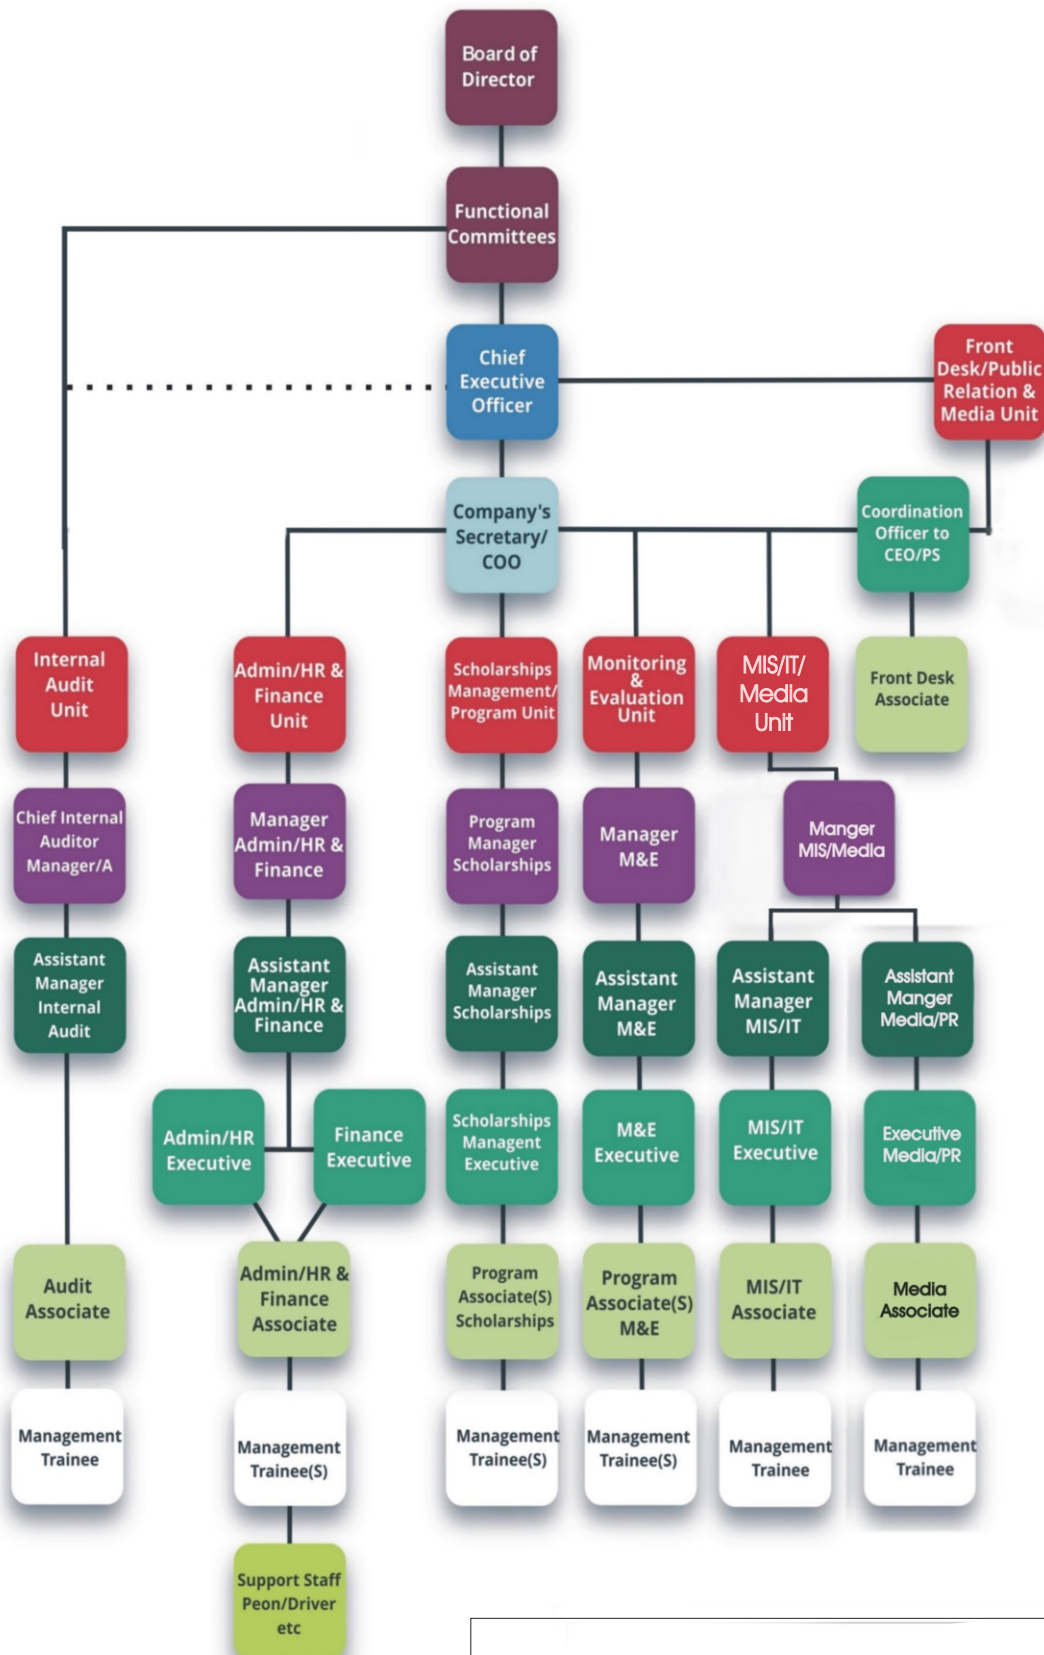 Board of
Director
Functional
Committees
Chief
Executive
Officer
Front
Desk/Public
Relation &
Media Unit
Company's
Secretary/
COO
Coordination
Officer to
CEO/PS
Internal
Audit
Unit
Admin/HR &
Finance
Unit
Scholarships
Management/
Program Unit
Monitoring
&
Evaluation
Unit
MIS/IT/
Media
Unit
Front Desk
Associate
Chief Internal
Auditor
Manager/A
Manager
Admin/HR &
Finance
Program
Manager
Scholarships
Manager
M&E
Manger
MIS/Media
Assistant
Manager
Internal
Audit
Assistant
Manager
Admin/HR &
Finance
Assistant
Manager
Scholarships
Assistant
Manager
M&E
Assistant
Manager
MIS/IT
Assistant
Manger
Media/PR
Admin/HR
Executive
Finance
Executive
Scholarships
Managent
Executive
M&E
Executive
MIS/IT
Executive
Executive
Media/PR
Audit
Associate
Admin/HR &
Finance
Associate
Program
Associate(S)
Scholarships
Program
Associate(S)
M&E
MIS/IT
Associate
Media
Associate
Management
Trainee
Management
Trainee(S)
Management
Trainee(S)
Management
Trainee(S)
Management
Trainee
Management
Trainee
Support Staff
Peon/Driver
etc